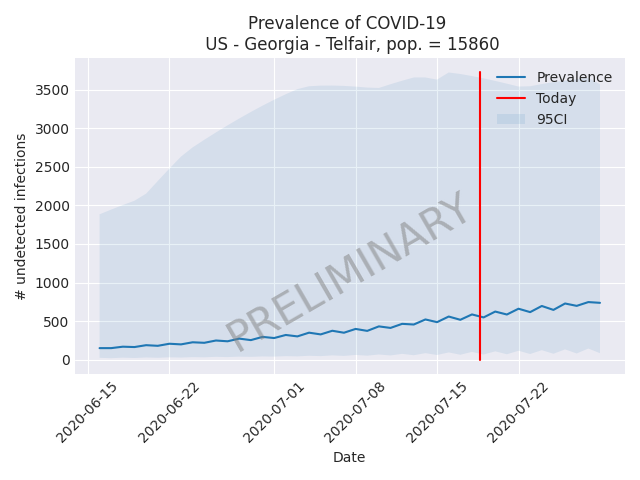 Prevalence of COVID-19
US - Georgia - Telfair, pop. = 15860
3500
3000
2500
2000
1500
1000
500
0
# undetected infections
Prevalence
Today
95CI
PRELIMINARY
2020-06-15
2020-06-22
2020-07-01
2020-07-08
2020-07-15
2020-07-22
Date